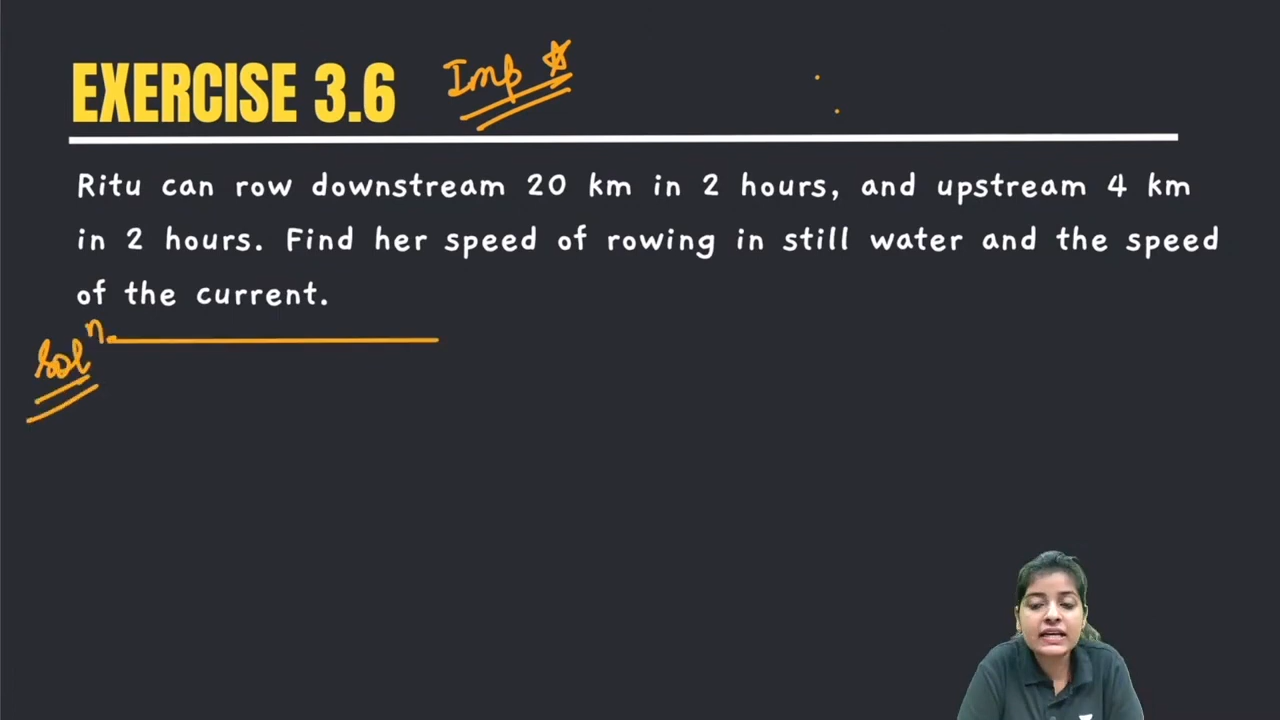 EXERCISE 3.6 Imp
Ritu can row downstream 20 km in 2 hours, and upstream 4 km
in 2 hours. Find her speed of rowing in still water and the speed
of the current.
Solⁿ